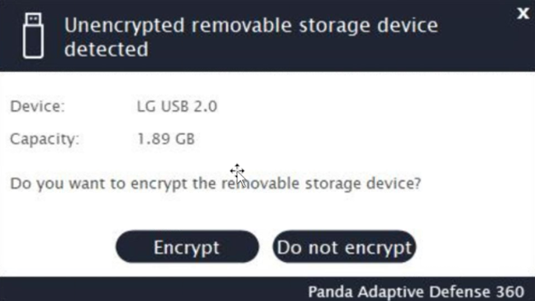 Unencrypted removable storage device
detected
X
Device: LG USB 2.0
Capacity: 1.89 GB
Do you want to encrypt the removable storage device?
Encrypt Do not encrypt
Panda Adaptive Defense 360